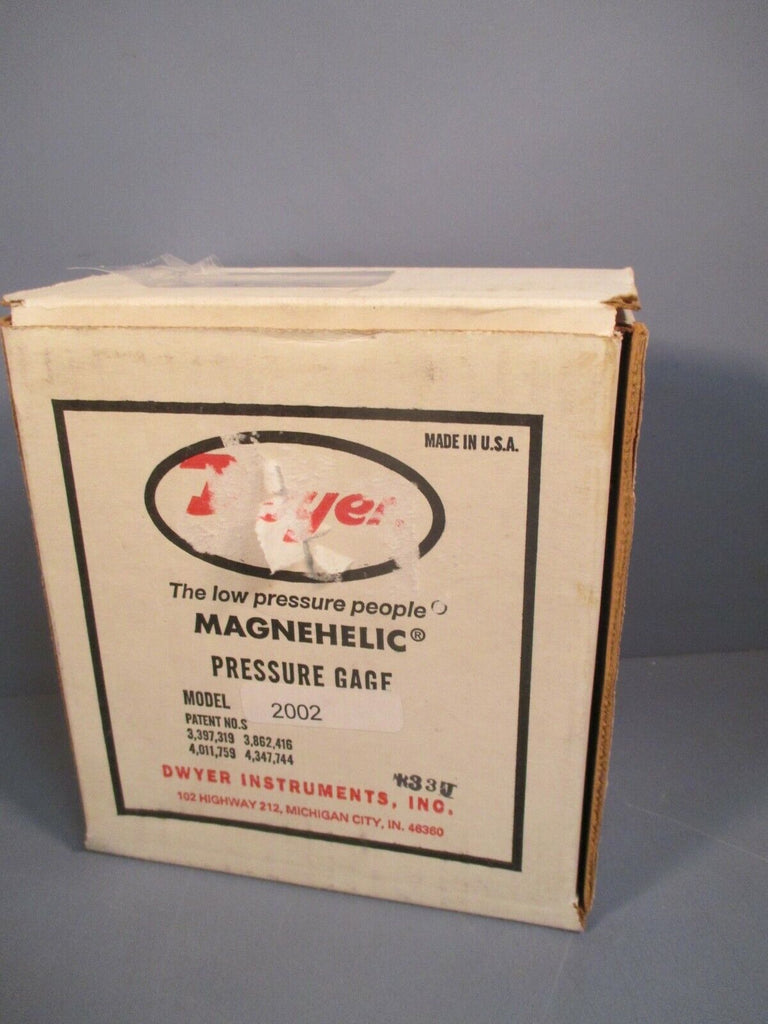 MADE IN U.S.A.
The low pressure people
MAGNEHELIC®
PRESSURE GAGE
MODEL 2002
PATENT NO.S
3,397,319 3,862,416
4,011,759 4,347,744
DWYER INSTRUMENTS, INC.
102 HIGHWAY 212, MICHIGAN CITY, IN. 46360